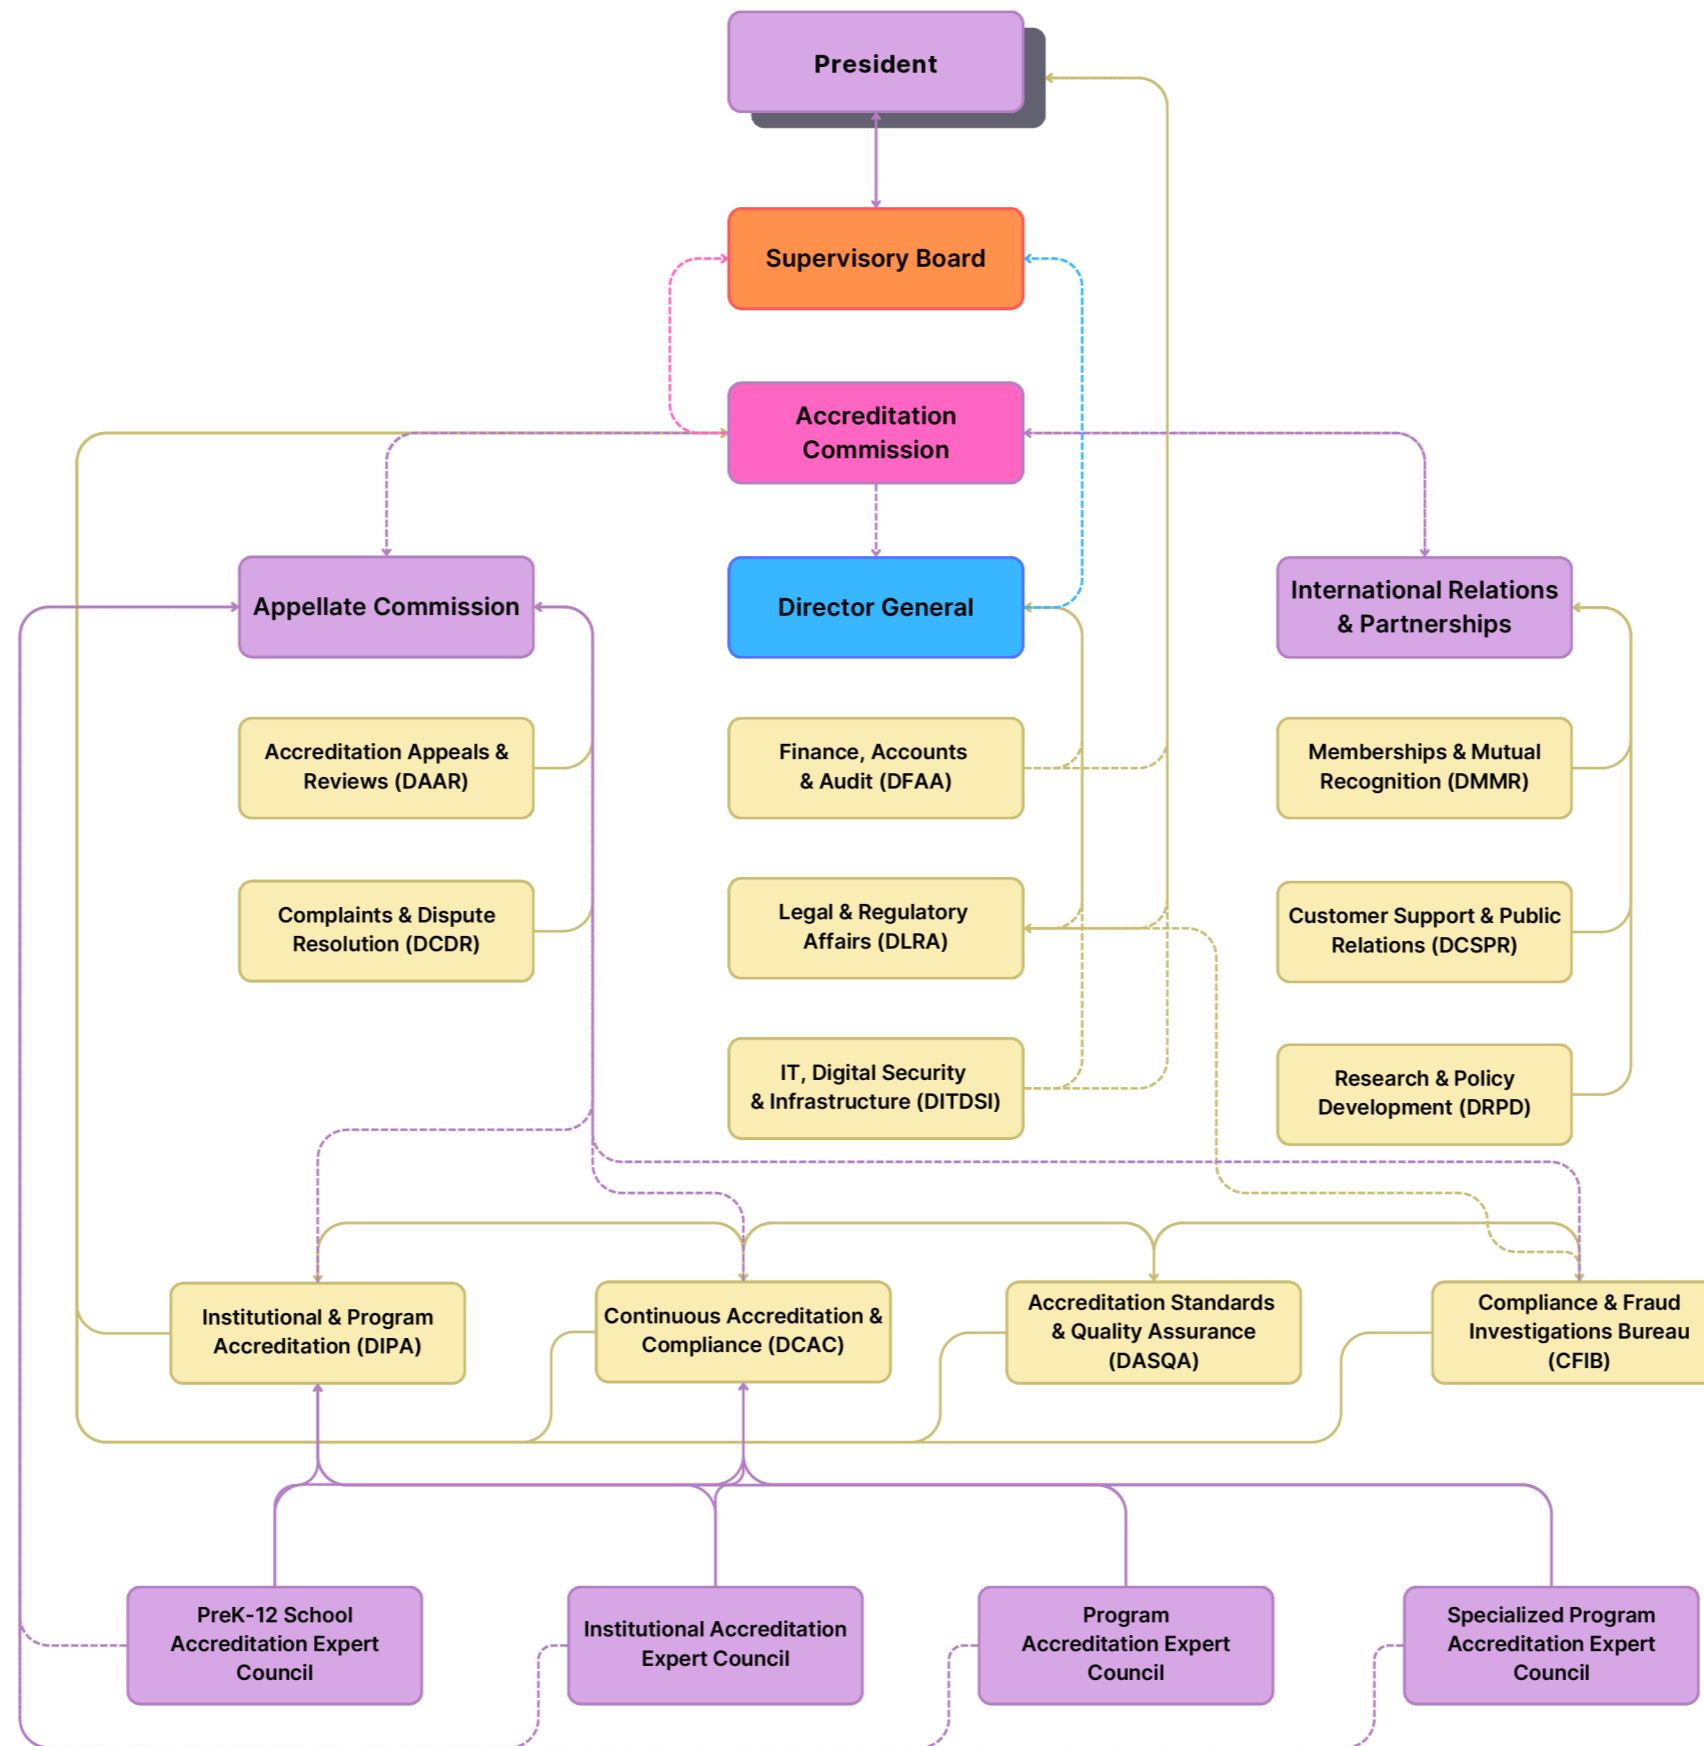 President
Supervisory Board
Accreditation
Commission
Appellate Commission
Director General
International Relations
& Partnerships
Accreditation Appeals &
Reviews (DAAR)
Finance, Accounts
& Audit (DFAA)
Memberships & Mutual
Recognition (DMMR)
Complaints & Dispute
Resolution (DCDR)
Legal & Regulatory
Affairs (DLRA)
Customer Support & Public
Relations (DCSPR)
IT, Digital Security
& Infrastructure (DITDSI)
Research & Policy
Development (DRPD)
Institutional & Program
Accreditation (DIPA)
Continuous Accreditation &
Compliance (DCAC)
Accreditation Standards
& Quality Assurance
(DASQA)
Compliance & Fraud
Investigations Bureau
(CFIB)
PreK-12 School
Accreditation Expert
Council
Institutional Accreditation
Expert Council
Program
Accreditation Expert
Council
Specialized Program
Accreditation Expert
Council